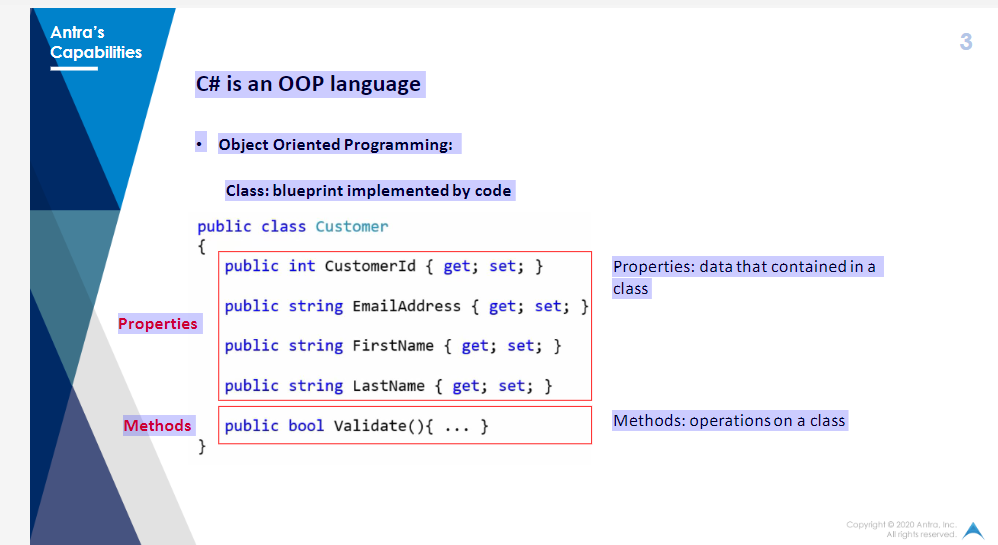 Antra's
Capabilities
3
C# is an OOP language
• Object Oriented Programming:
Class: blueprint implemented by code
public class Customer
{
public int CustomerId { get; set; }
public string EmailAddress { get; set; }
public string FirstName { get; set; }
public string LastName { get; set; }
Properties
Properties: data that contained in a
class
public bool Validate(){ ... }
Methods
Methods: operations on a class
}
Copyright © 2020 Antra, Inc.
All rights reserved.